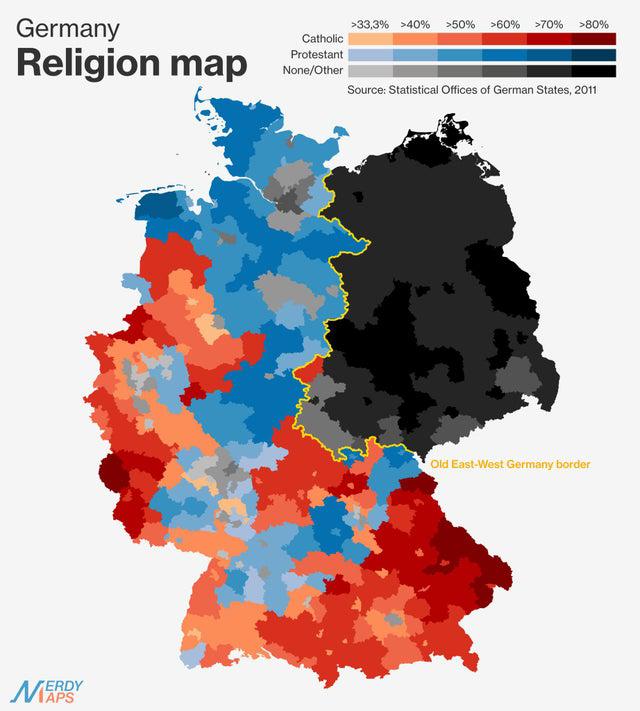 Germany
Religion map
>33,3% >40% >50% >60% >70% >80%
Catholic
Protestant
None/Other
Source: Statistical Offices of German States, 2011
Old East-West Germany border
NERDY
MAPS